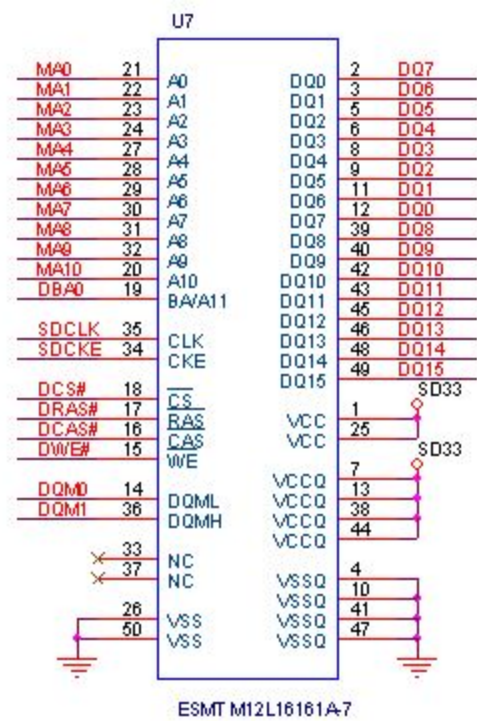 U7
MA0 21 A0 DQ0 2 DQ7
MA1 22 A1 DQ1 3 DQ6
MA2 23 A2 DQ2 5 DQ5
MA3 24 A3 DQ3 6 DQ4
MA4 27 A4 DQ4 8 DQ3
MA5 28 A5 DQ5 9 DQ2
MA6 29 A6 DQ6 11 DQ1
MA7 30 A7 DQ7 12 DQ0
MA8 31 A8 DQ8 39 DQ8
MA9 32 A9 DQ9 40 DQ9
MA10 20 A10 DQ10 42 DQ10
DBA0 19 BA/A11 DQ11 43 DQ11
DQ12 45 DQ12
SDCLK 35 CLK DQ13 46 DQ13
SDCKE 34 CKE DQ14 48 DQ14
DQ15 49 DQ15
DCS# 18 CS SD33
DRAS# 17 RAS VCC 1
DCAS# 16 CAS VCC 25
DWE# 15 WE SD33
VCCQ 7
DQM0 14 DQML VCCQ 13
DQM1 36 DQMH VCCQ 38
VCCQ 44
33 NC
37 NC VSSQ 4
VSSQ 10
26 VSS VSSQ 41
50 VSS VSSQ 47
ESMT M12L16161A-7